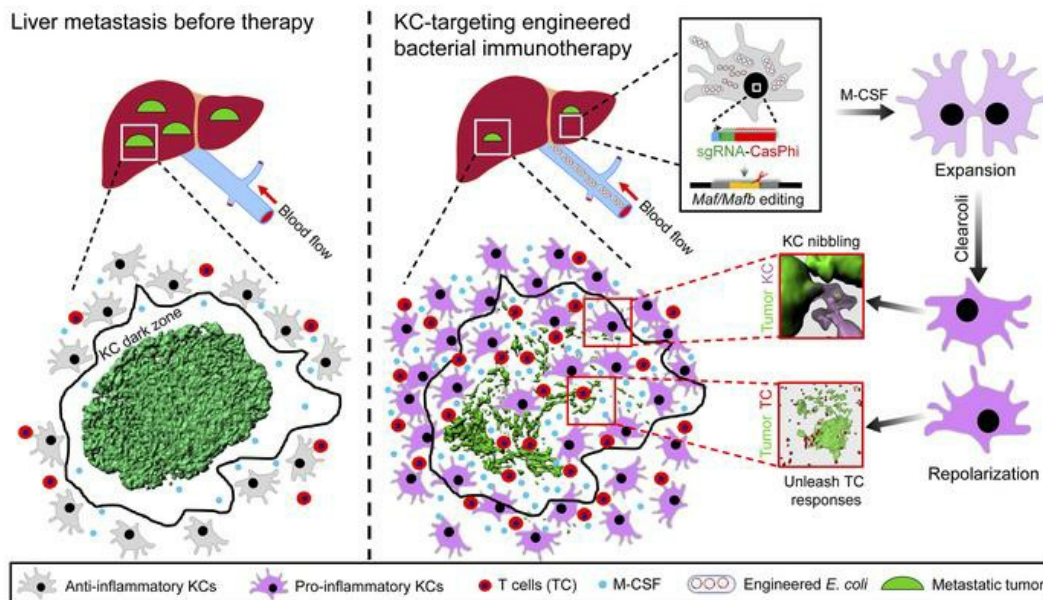 Liver metastasis before therapy
KC-targeting engineered
bacterial immunotherapy
Blood flow
KC dark zone
Blood flow
sgRNA-CasPhi
Maf/Mafb editing
M-CSF
Expansion
Clearcoli
KC nibbling
Tumor KC
Tumor TC
Unleash TC
responses
Repolarization
Anti-inflammatory KCs
Pro-inflammatory KCs
T cells (TC)
M-CSF
Engineered E. coli
Metastatic tumor